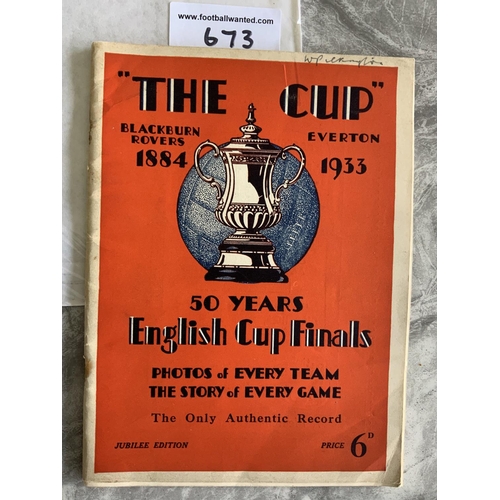 www.footballwanted.com
673
"THE CUP"
BLACKBURN ROVERS 1884
EVERTON 1933
50 YEARS
English Cup Finals
PHOTOS of EVERY TEAM
THE STORY of EVERY GAME
The Only Authentic Record
JUBILEE EDITION
PRICE 6D